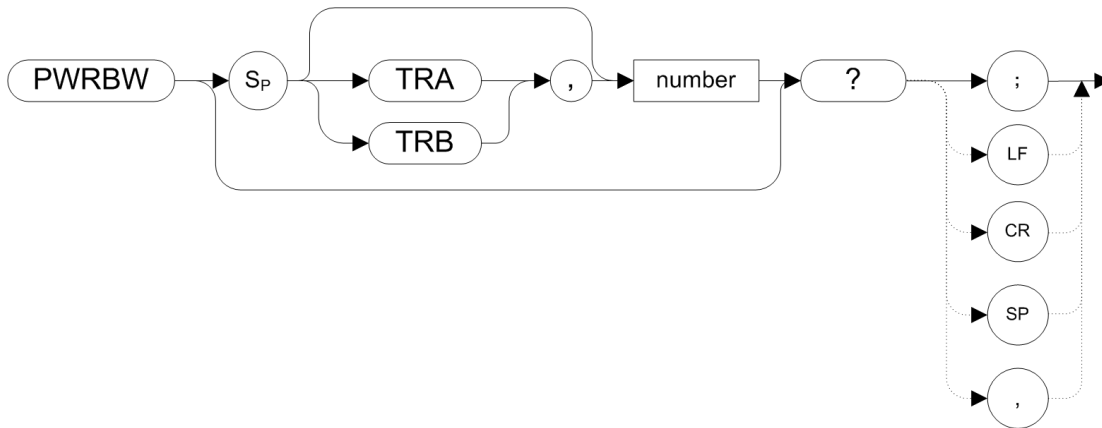 PWRBW
SP
TRA
,
number
?
;
TRB
LF
CR
SP
,